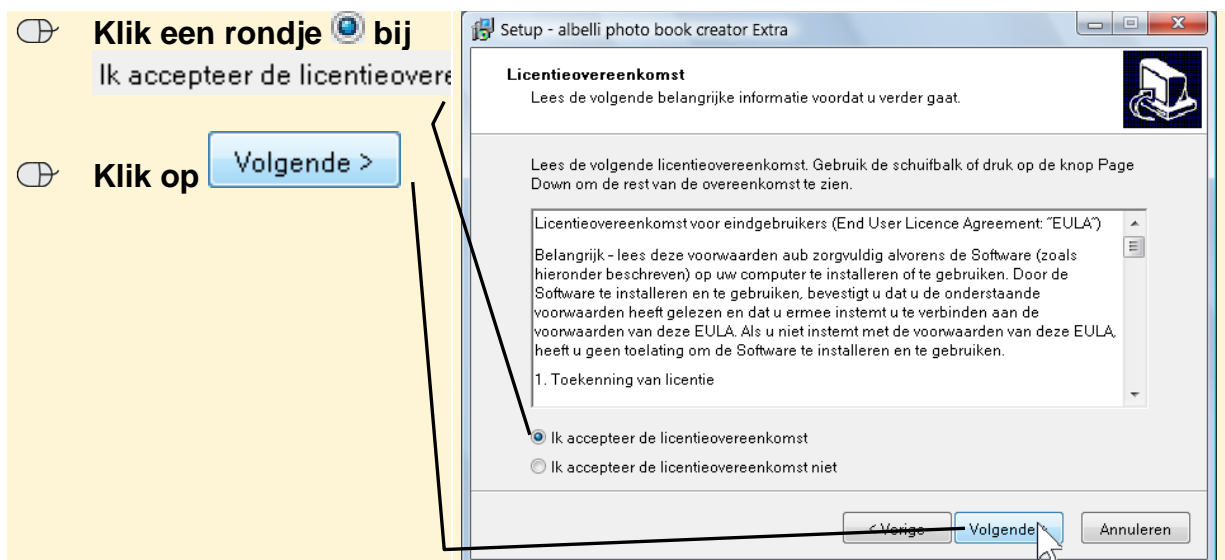 Klik een rondje bij
Ik accepteer de licentieovere
Klik op Volgende >
Setup - albelli photo book creator Extra
Licentieovereenkomst
Lees de volgende belangrijke informatie voordat u verder gaat.
Lees de volgende licentieovereenkomst. Gebruik de schuifbalk of druk op de knop Page
Down om de rest van de overeenkomst te zien.
Licentieovereenkomst voor eindgebruikers (End User Licence Agreement: "EULA")
Belangrijk - lees deze voorwaarden aub zorgvuldig alvorens de Software (zoals
hieronder beschreven) op uw computer te installeren of te gebruiken. Door de
Software te installeren en te gebruiken, bevestigt u dat u de onderstaande
voorwaarden heeft gelezen en dat u ermee instemt u te verbinden aan de
voorwaarden van deze EULA. Als u niet instemt met de voorwaarden van deze EULA,
heeft u geen toelating om de Software te installeren en te gebruiken.
1. Toekenning van licentie
Ik accepteer de licentieovereenkomst
Ik accepteer de licentieovereenkomst niet
< Vorige Volgende > Annuleren